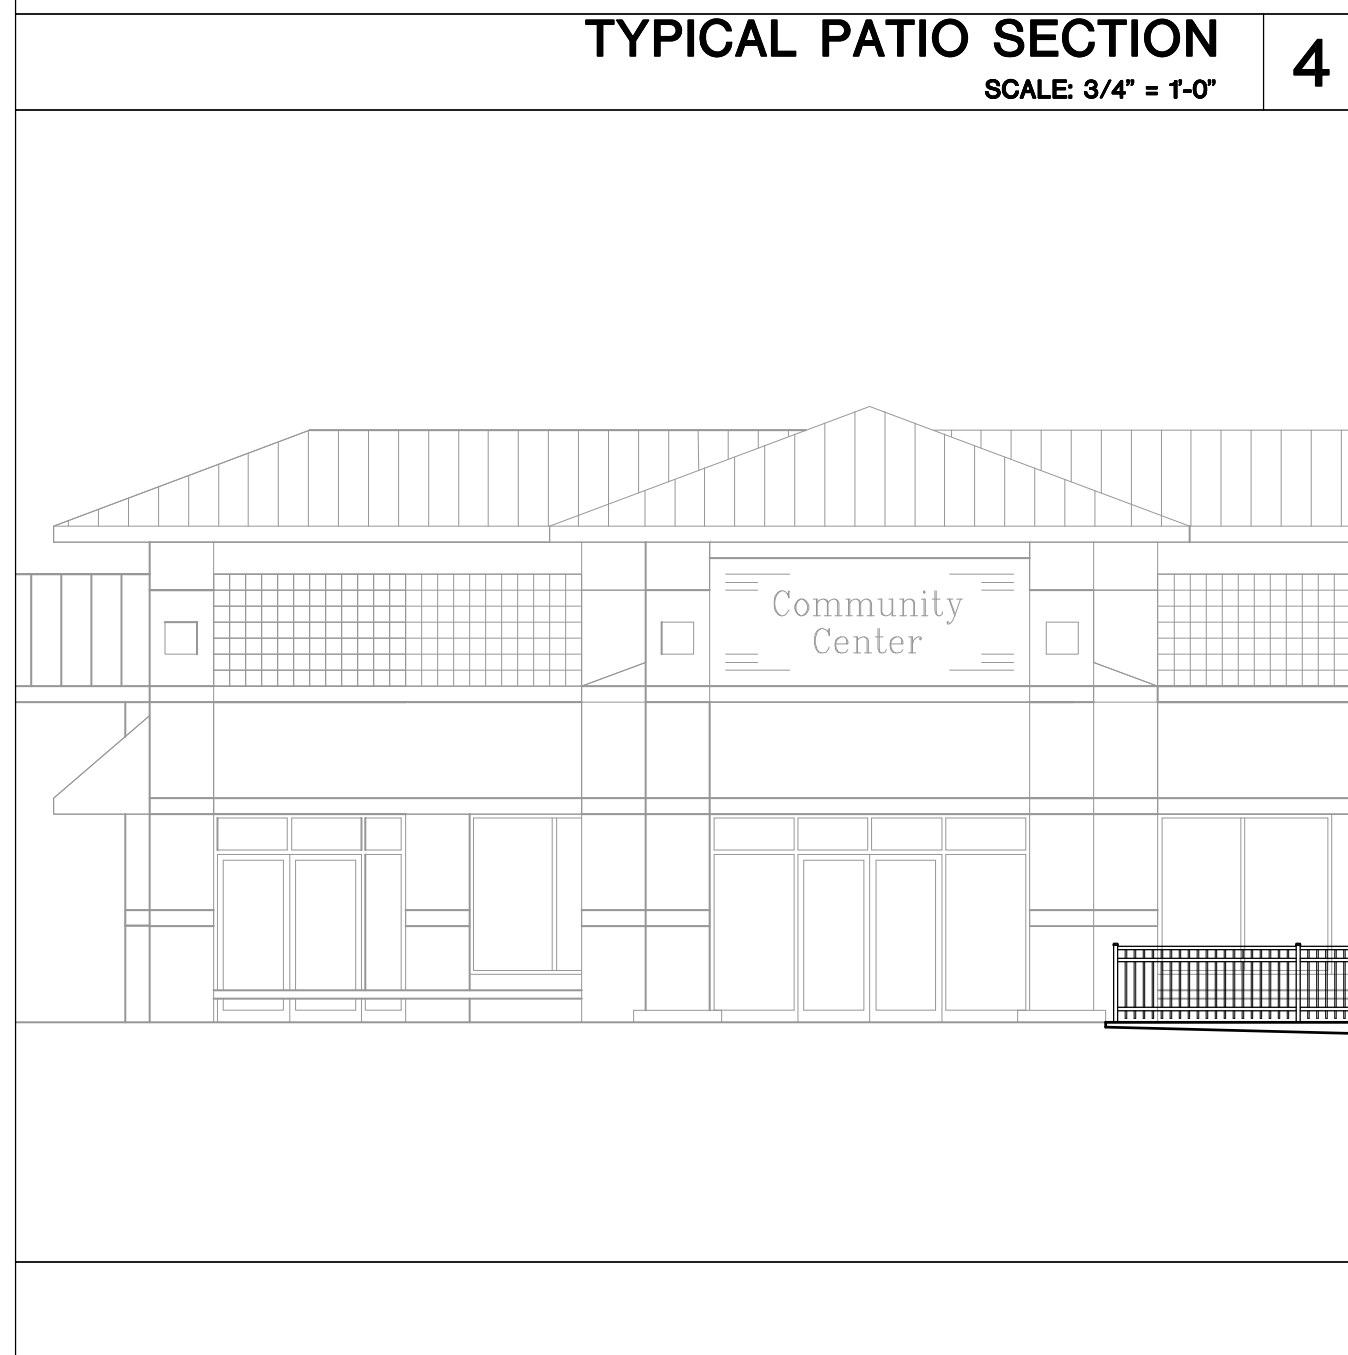 TYPICAL PATIO SECTION
SCALE: 3/4" = 1'-0"
4
Community
Center